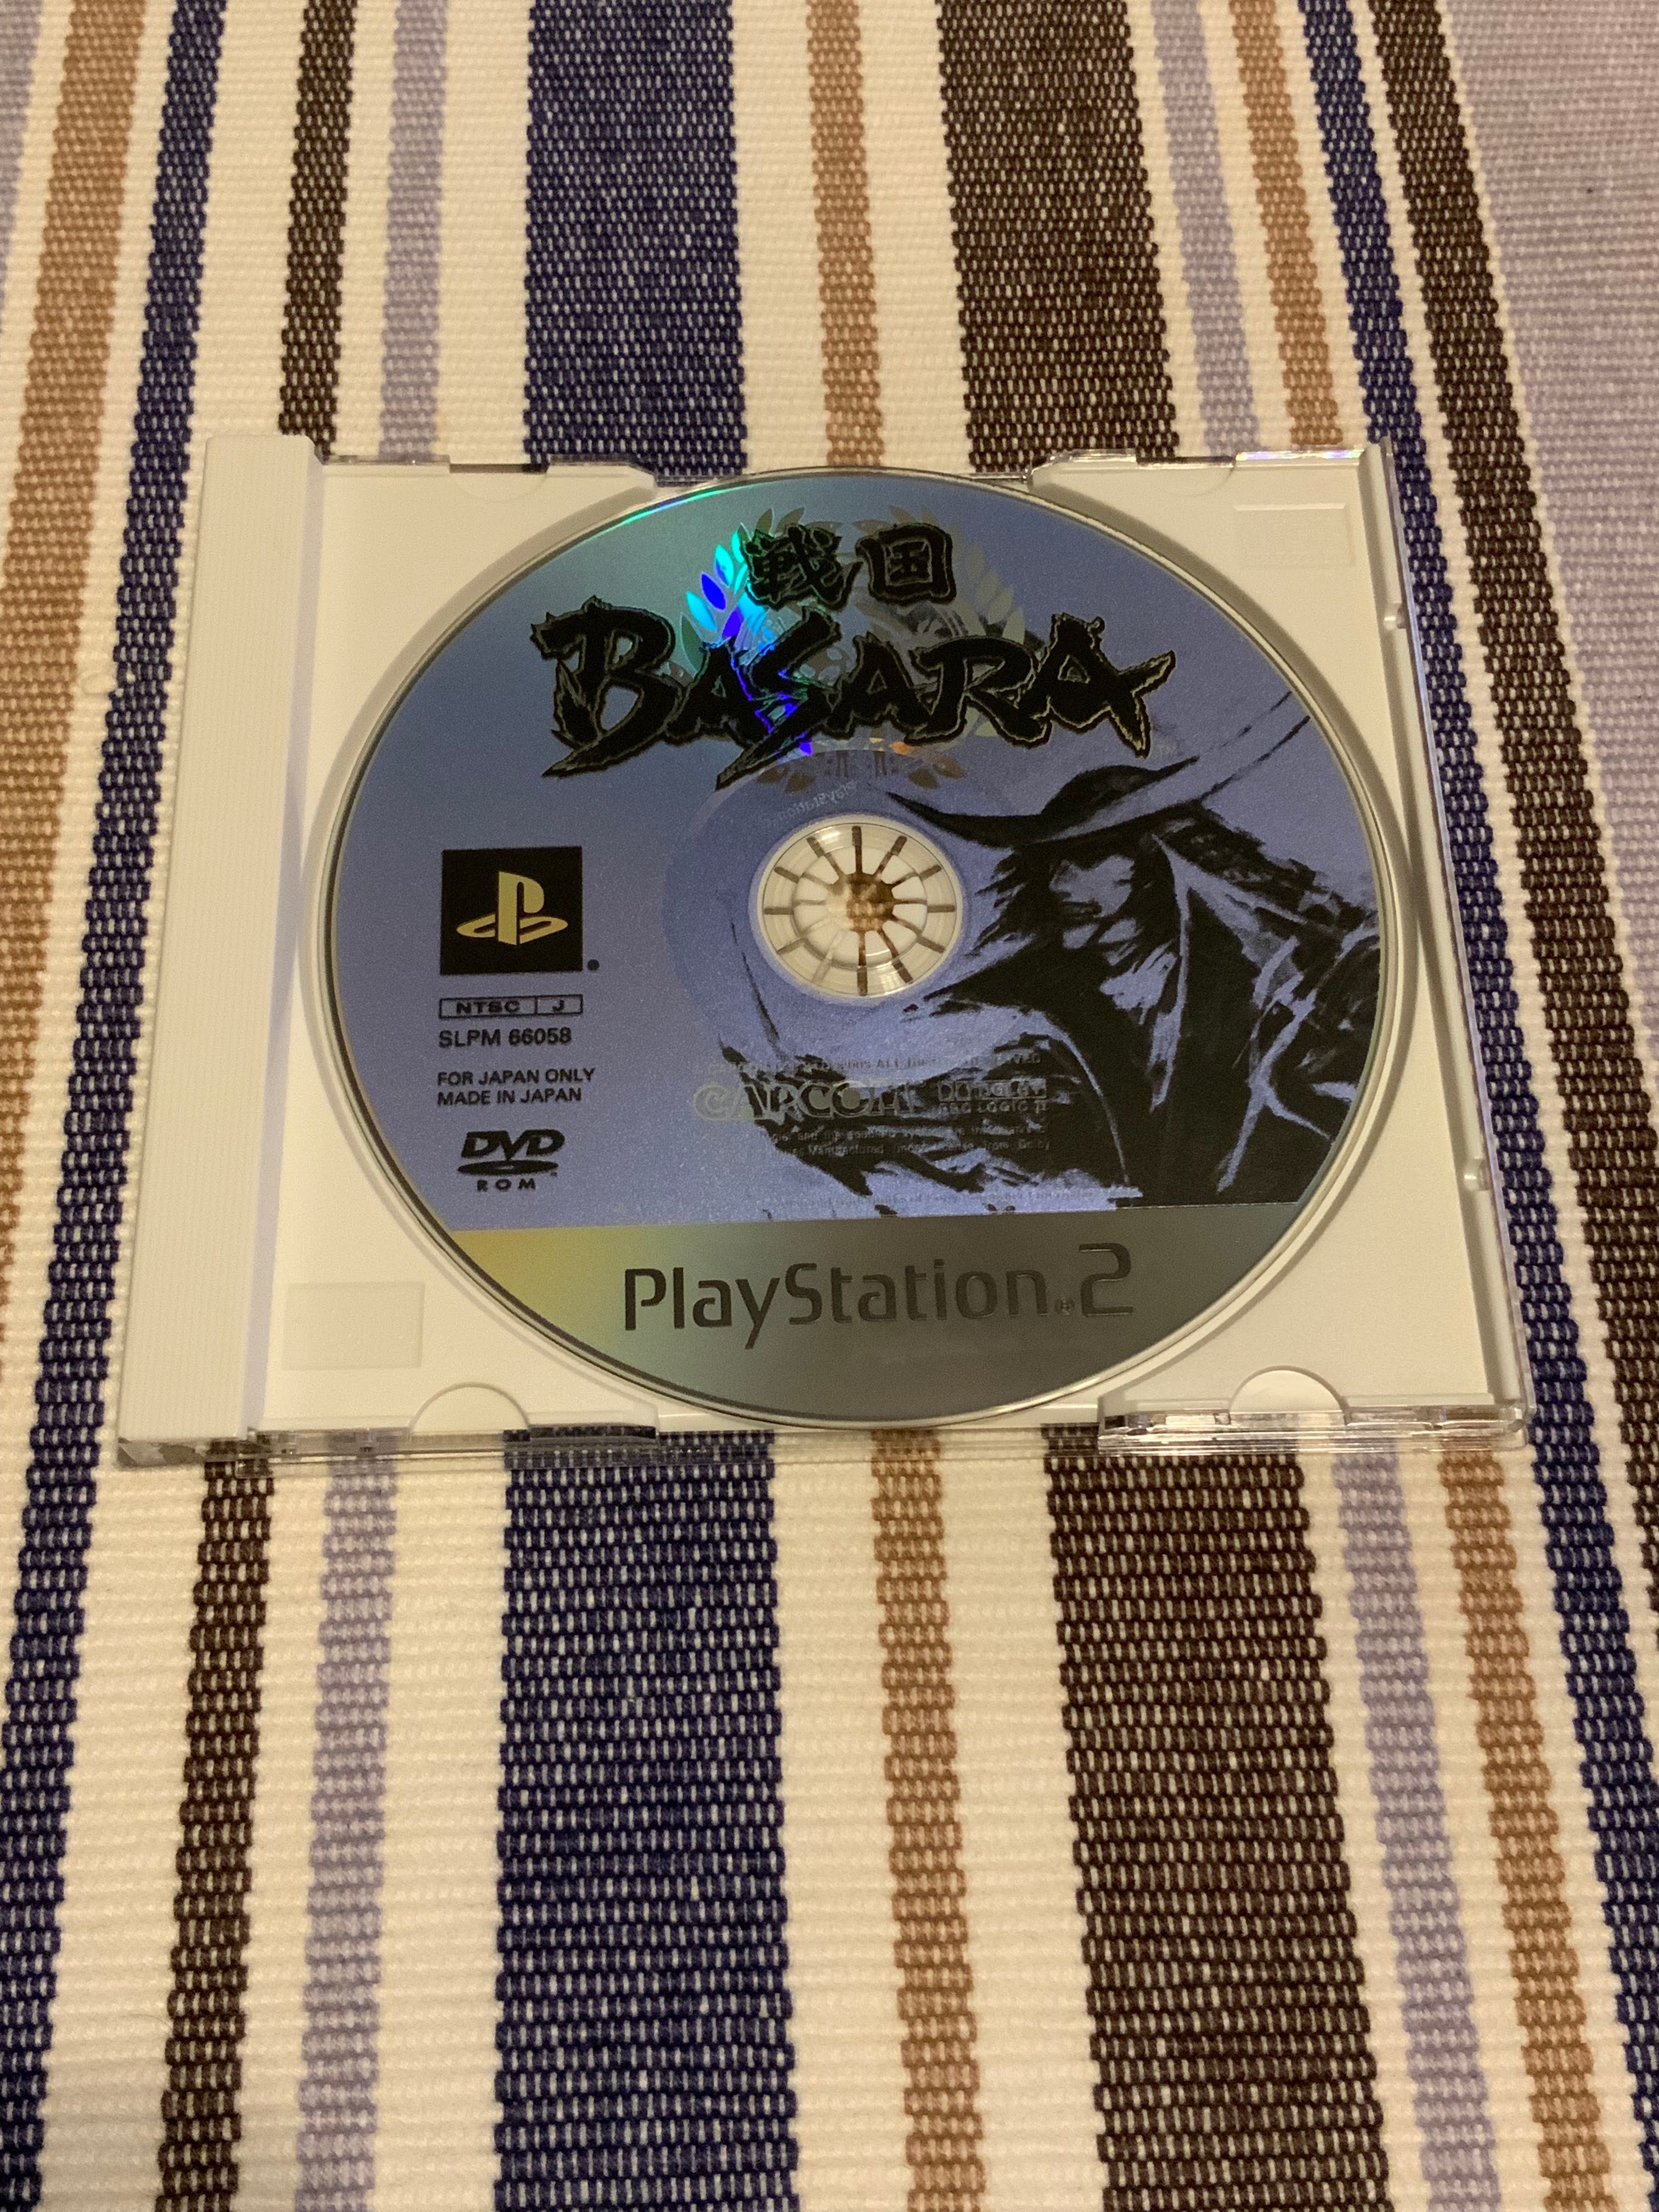 戦国
BASARA
NTSC J
SLPM 66058
FOR JAPAN ONLY
MADE IN JAPAN
DVD
ROM
CAPCOM
PlayStation®2